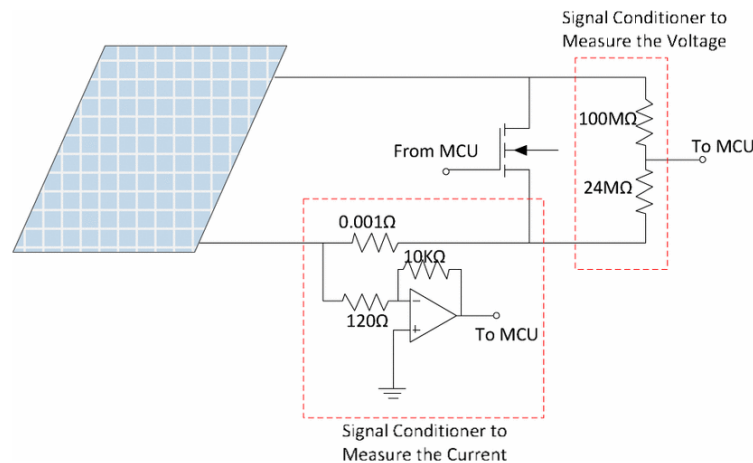 Signal Conditioner to
Measure the Voltage
100MΩ
From MCU
To MCU
24MΩ
0.001Ω
10KΩ
120Ω
To MCU
Signal Conditioner to
Measure the Current